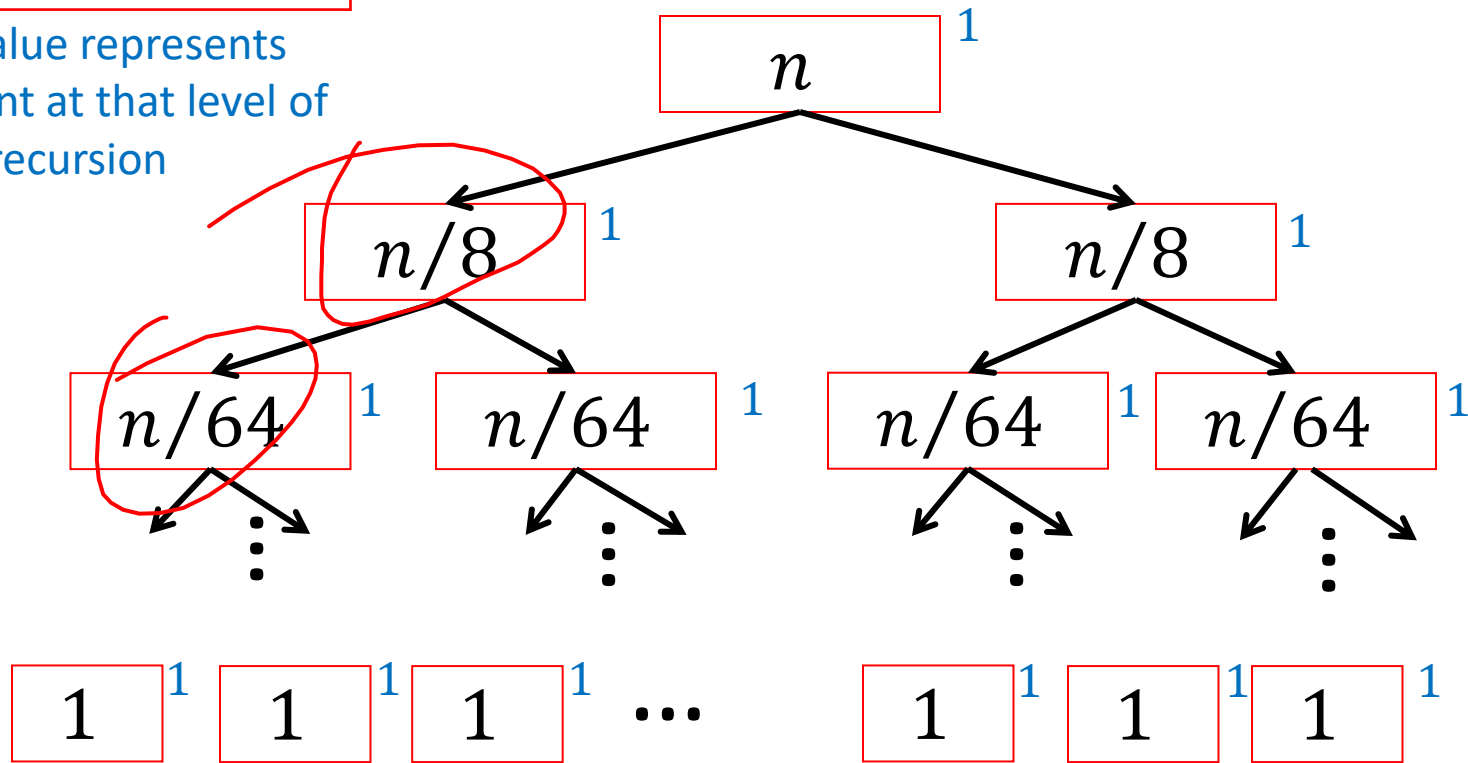 alue represents
nt at that level of
recursion
n 1
n/8 1 n/8 1
n/64 1 n/64 1 n/64 1 n/64 1
1 1 1 1 1 1 ... 1 1 1 1 1 1